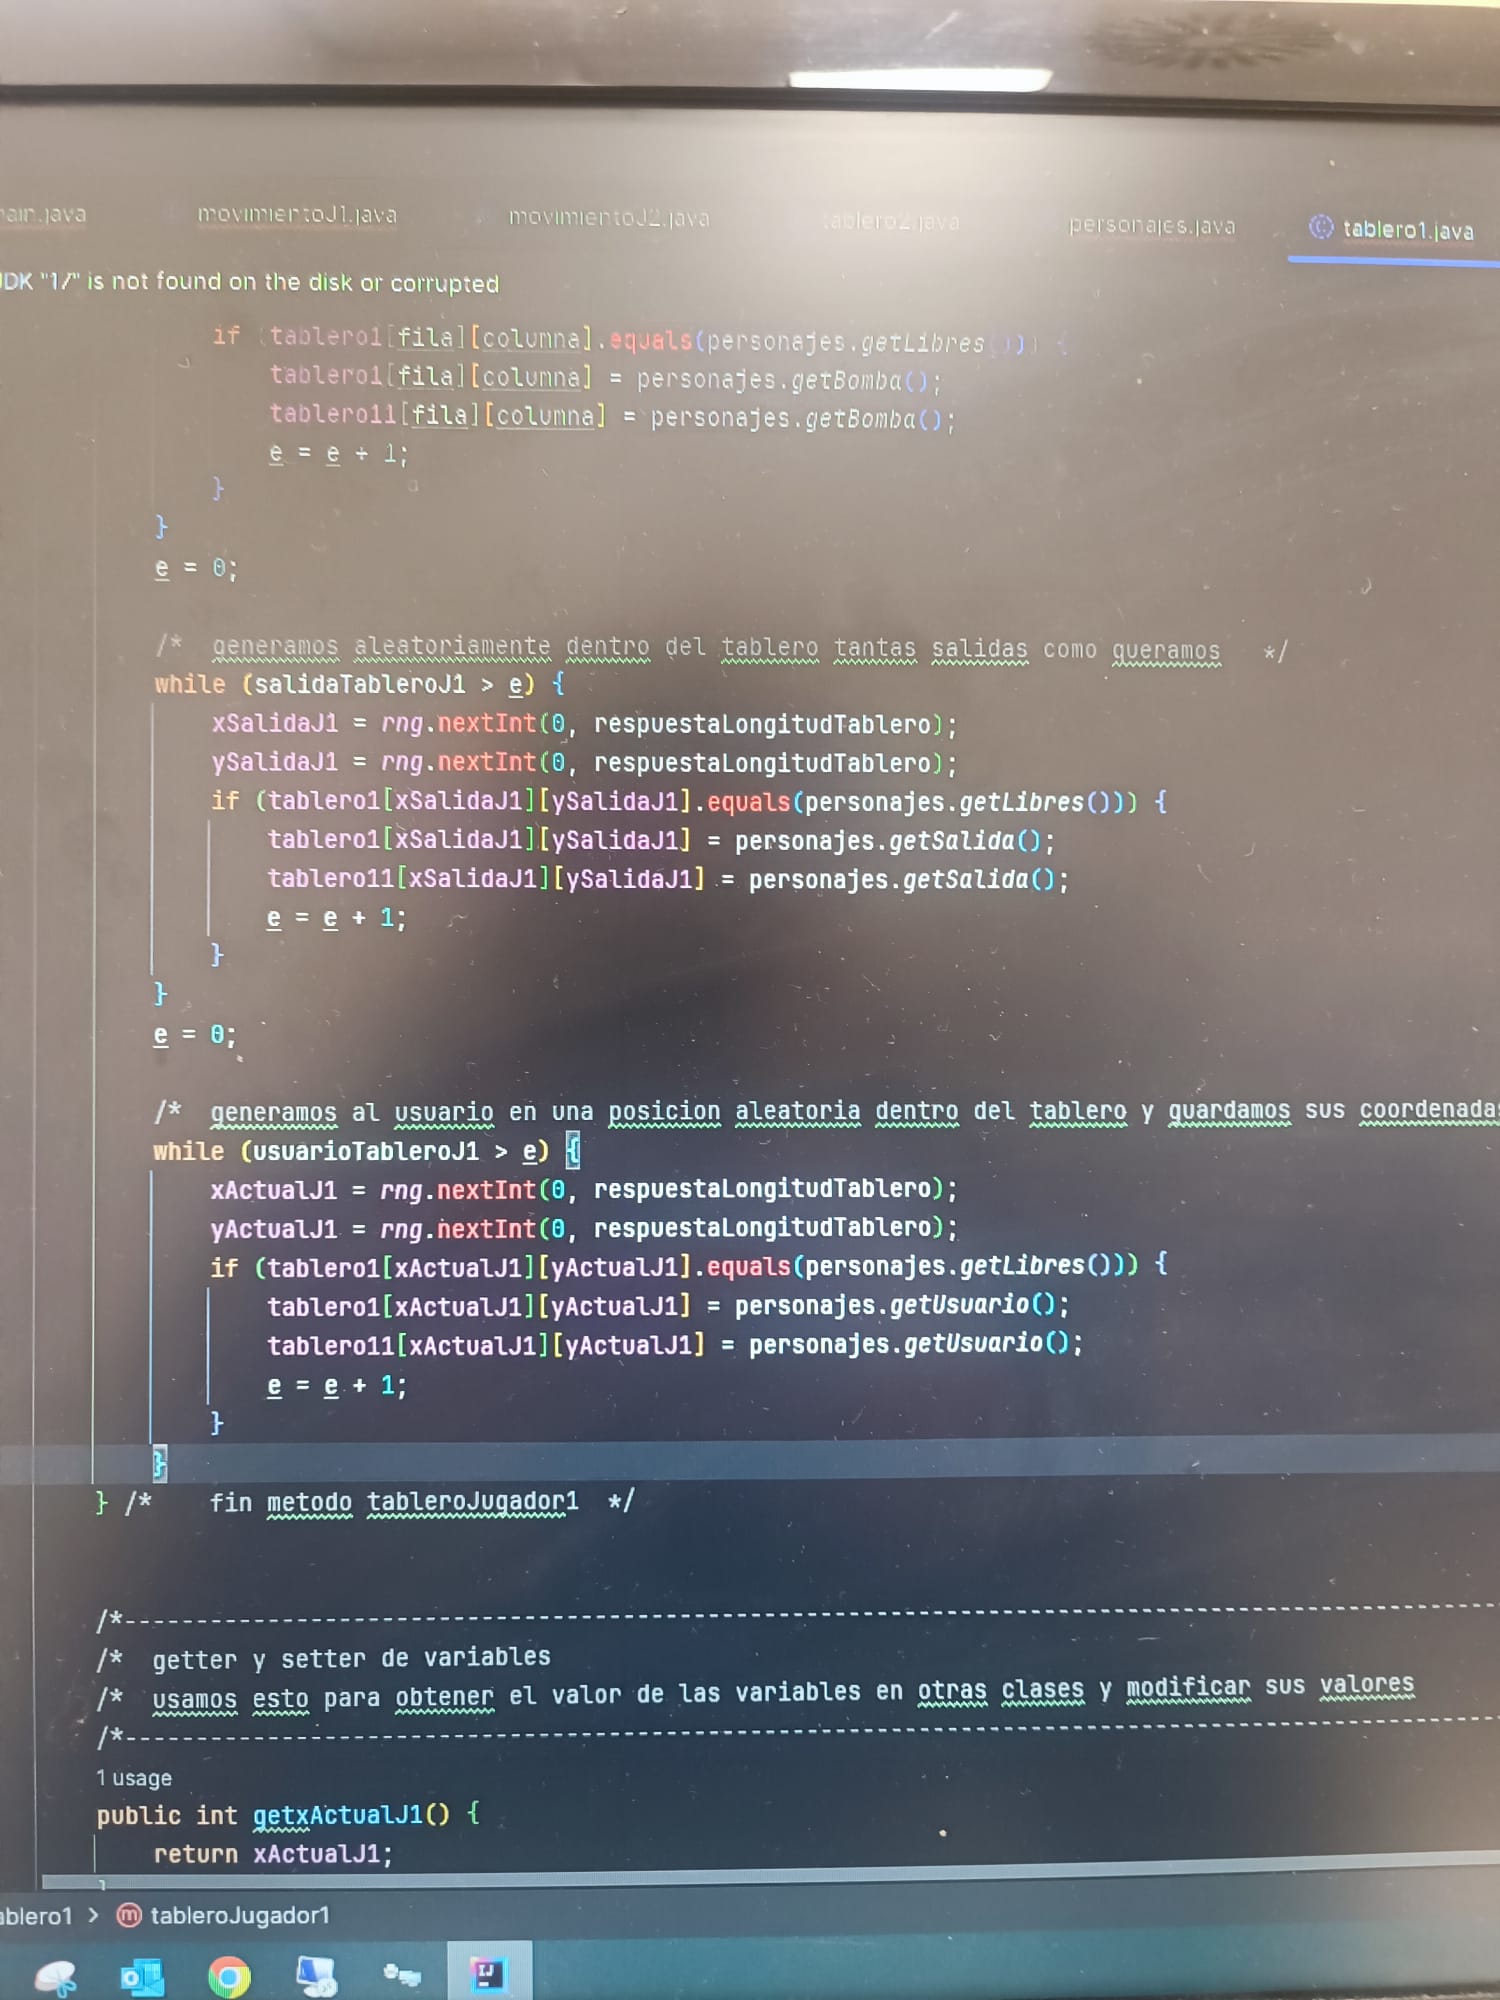 ain.java movimientoJ1.java movimientoJ2.java tablero2.java personajes.java tablero1.java
JDK "17" is not found on the disk or corrupted
if (tablero1[fila][columna].equals(personajes.getLibres())) {
tablero1[fila][columna] = personajes.getBomba();
tablero11[fila][columna] = personajes.getBomba();
e = e + 1;
}
}
e = 0;
/* generamos aleatoriamente dentro del tablero tantas salidas como queramos */
while (salidaTableroJ1 > e) {
xSalidaJ1 = rng.nextInt(0, respuestaLongitudTablero);
ySalidaJ1 = rng.nextInt(0, respuestaLongitudTablero);
if (tablero1[xSalidaJ1][ySalidaJ1].equals(personajes.getLibres())) {
tablero1[xSalidaJ1][ySalidaJ1] = personajes.getSalida();
tablero11[xSalidaJ1][ySalidaJ1] = personajes.getSalida();
e = e + 1;
}
}
e = 0;
/* generamos al usuario en una posicion aleatoria dentro del tablero y guardamos sus coordenadas
while (usuarioTableroJ1 > e) {
xActualJ1 = rng.nextInt(0, respuestaLongitudTablero);
yActualJ1 = rng.nextInt(0, respuestaLongitudTablero);
if (tablero1[xActualJ1][yActualJ1].equals(personajes.getLibres())) {
tablero1[xActualJ1][yActualJ1] = personajes.getUsuario();
tablero11[xActualJ1][yActualJ1] = personajes.getUsuario();
e = e + 1;
}
}
} /* fin metodo tableroJugador1 */
/*------------------------------------------------------------
/* getter y setter de variables
/* usamos esto para obtener el valor de las variables en otras clases y modificar sus valores
/*------------------------------------------------------------
1 usage
public int getxActualJ1() {
return xActualJ1;
ablero1 > m tableroJugador1
IJ